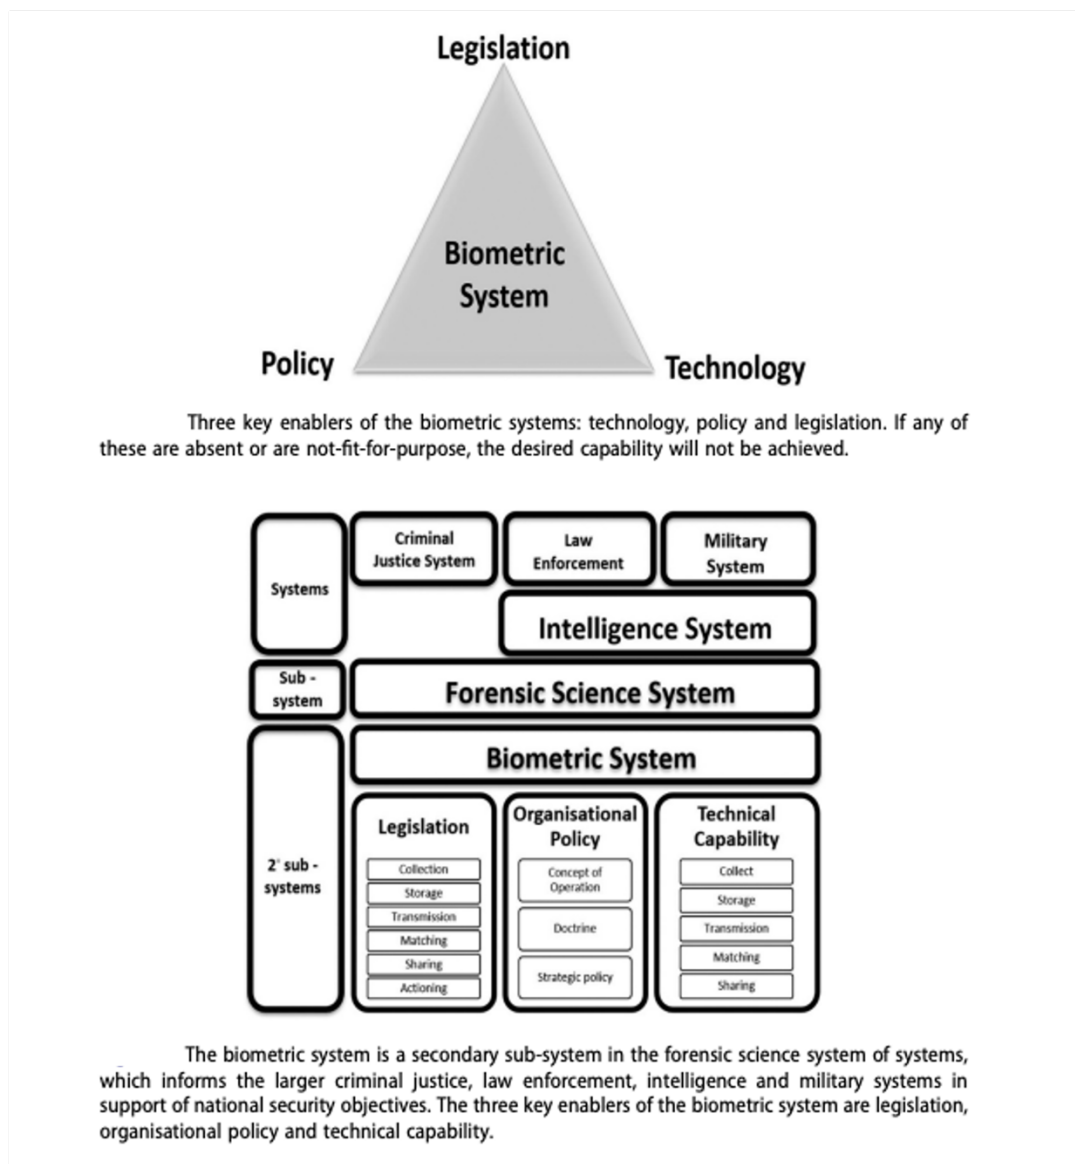 Legislation
Biometric
System
Policy
Technology
Three key enablers of the biometric systems: technology, policy and legislation. If any of
these are absent or are not-fit-for-purpose, the desired capability will not be achieved.
Systems
Criminal
Justice System
Law
Enforcement
Military
System
Intelligence System
Sub -
system
Forensic Science System
2° sub -
systems
Biometric System
Legislation
Collection
Storage
Transmission
Matching
Sharing
Actioning
Organisational
Policy
Concept of
Operation
Doctrine
Strategic policy
Technical
Capability
Collect
Storage
Transmission
Matching
Sharing
The biometric system is a secondary sub-system in the forensic science system of systems,
which informs the larger criminal justice, law enforcement, intelligence and military systems in
support of national security objectives. The three key enablers of the biometric system are legislation,
organisational policy and technical capability.